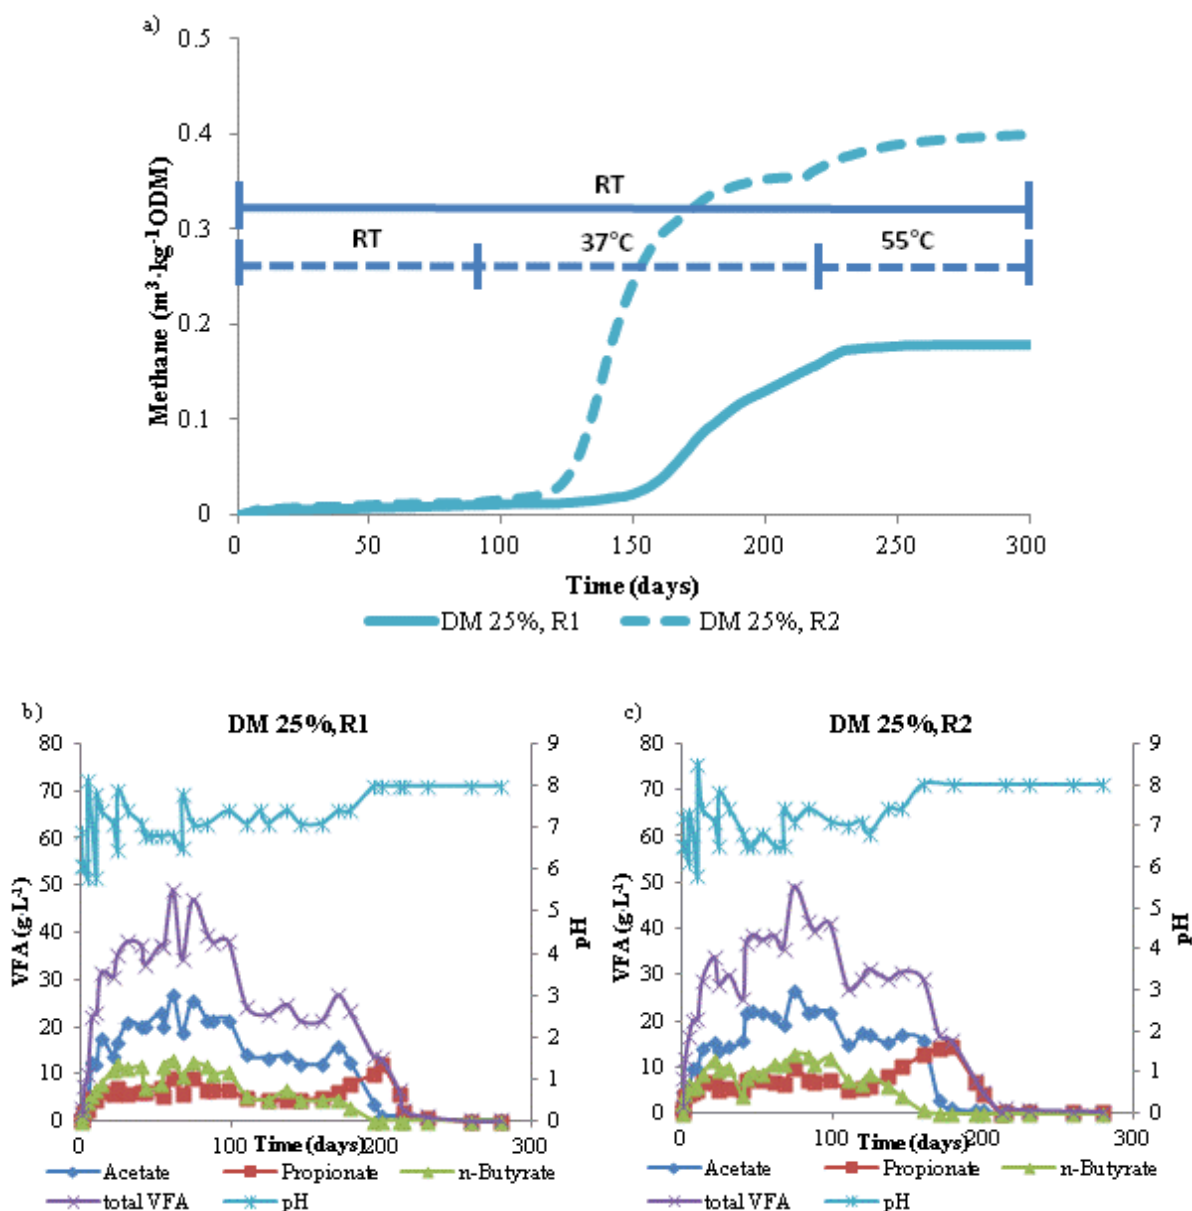 a)
0.5
0.4
0.3
0.2
0.1
0
Methane (m³·kg⁻¹ODM)
RT
RT 37°C 55°C
0 50 100 150 200 250 300
Time (days)
DM 25%, R1 DM 25%, R2
b)
DM 25%, R1
80 9
70 8
60 7
50 6
40 5
30 4
20 3
10 2
0 1
0
VFA (g·L⁻¹)
pH
0 100 200 300
Time (days)
Acetate Propionate n-Butyrate
total VFA pH
c)
DM 25%, R2
80 9
70 8
60 7
50 6
40 5
30 4
20 3
10 2
0 1
0
VFA (g·L⁻¹)
pH
0 100 200 300
Time (days)
Acetate Propionate n-Butyrate
total VFA pH